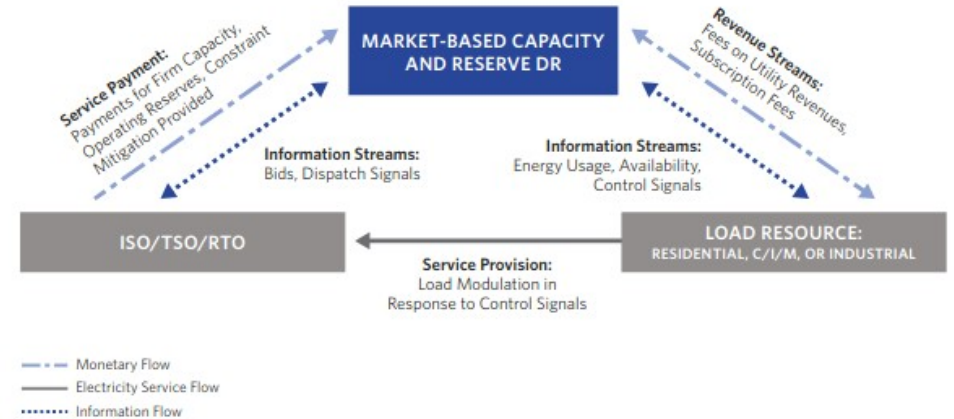 MARKET-BASED CAPACITY
AND RESERVE DR
Service Payment:
Payments for Firm Capacity,
Operating Reserves, Constraint
Mitigation Provided
Revenue Streams:
Fees on Utility Revenues,
Subscription Fees
Information Streams:
Bids, Dispatch Signals
Information Streams:
Energy Usage, Availability,
Control Signals
ISO/TSO/RTO
LOAD RESOURCE:
RESIDENTIAL, C/I/M, OR INDUSTRIAL
Service Provision:
Load Modulation in
Response to Control Signals
Monetary Flow
Electricity Service Flow
Information Flow